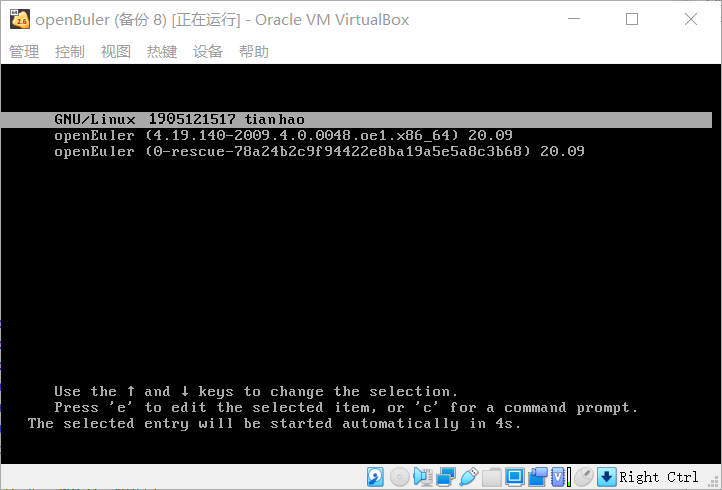 openBuler (备份 8) [正在运行] - Oracle VM VirtualBox
管理 控制 视图 热键 设备 帮助
GNU/Linux 1905121517 tianhao
openEuler (4.19.140-2009.4.0.0048.oe1.x86_64) 20.09
openEuler (0-rescue-78a24b2c9f94422e8ba19a5e5a8c3b68) 20.09
Use the ↑ and ↓ keys to change the selection.
Press 'e' to edit the selected item, or 'c' for a command prompt.
The selected entry will be started automatically in 4s.
Right Ctrl